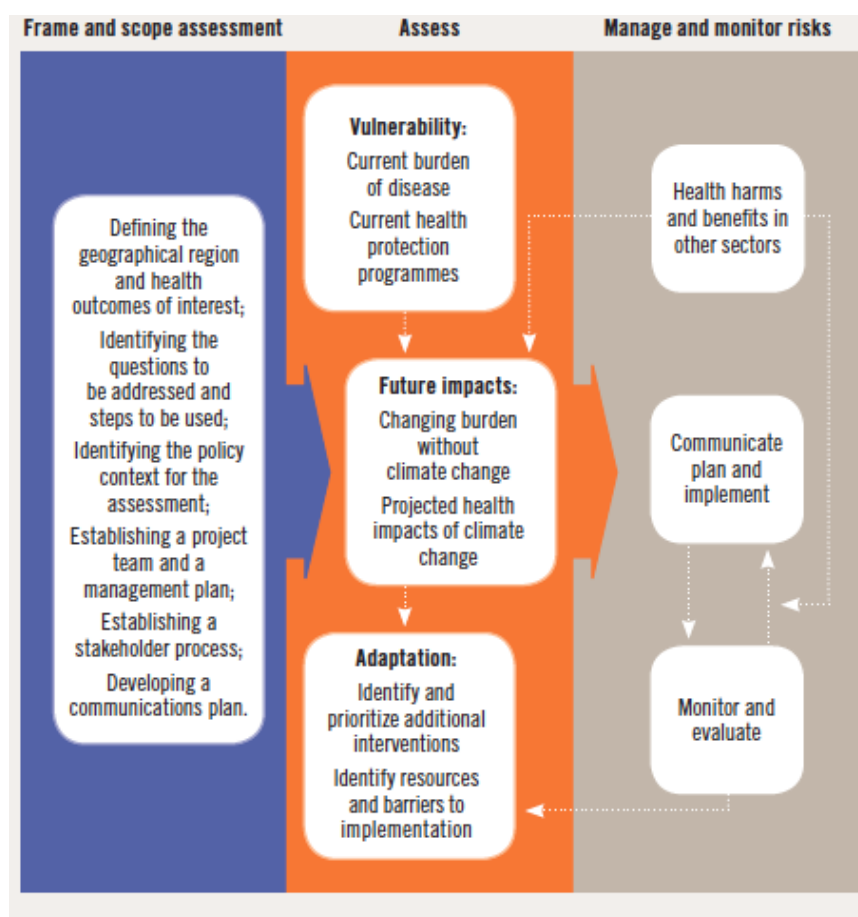 Frame and scope assessment
Assess
Manage and monitor risks
Defining the
geographical region
and health
outcomes of interest;
Identifying the
questions to
be addressed and
steps to be used;
Identifying the policy
context for the
assessment;
Establishing a project
team and a
management plan;
Establishing a
stakeholder process;
Developing a
communications plan.
Vulnerability:
Current burden
of disease
Current health
protection
programmes
Future impacts:
Changing burden
without
climate change
Projected health
impacts of climate
change
Adaptation:
Identify and
prioritize additional
interventions
Identify resources
and barriers to
implementation
Health harms
and benefits in
other sectors
Communicate
plan and
implement
Monitor and
evaluate